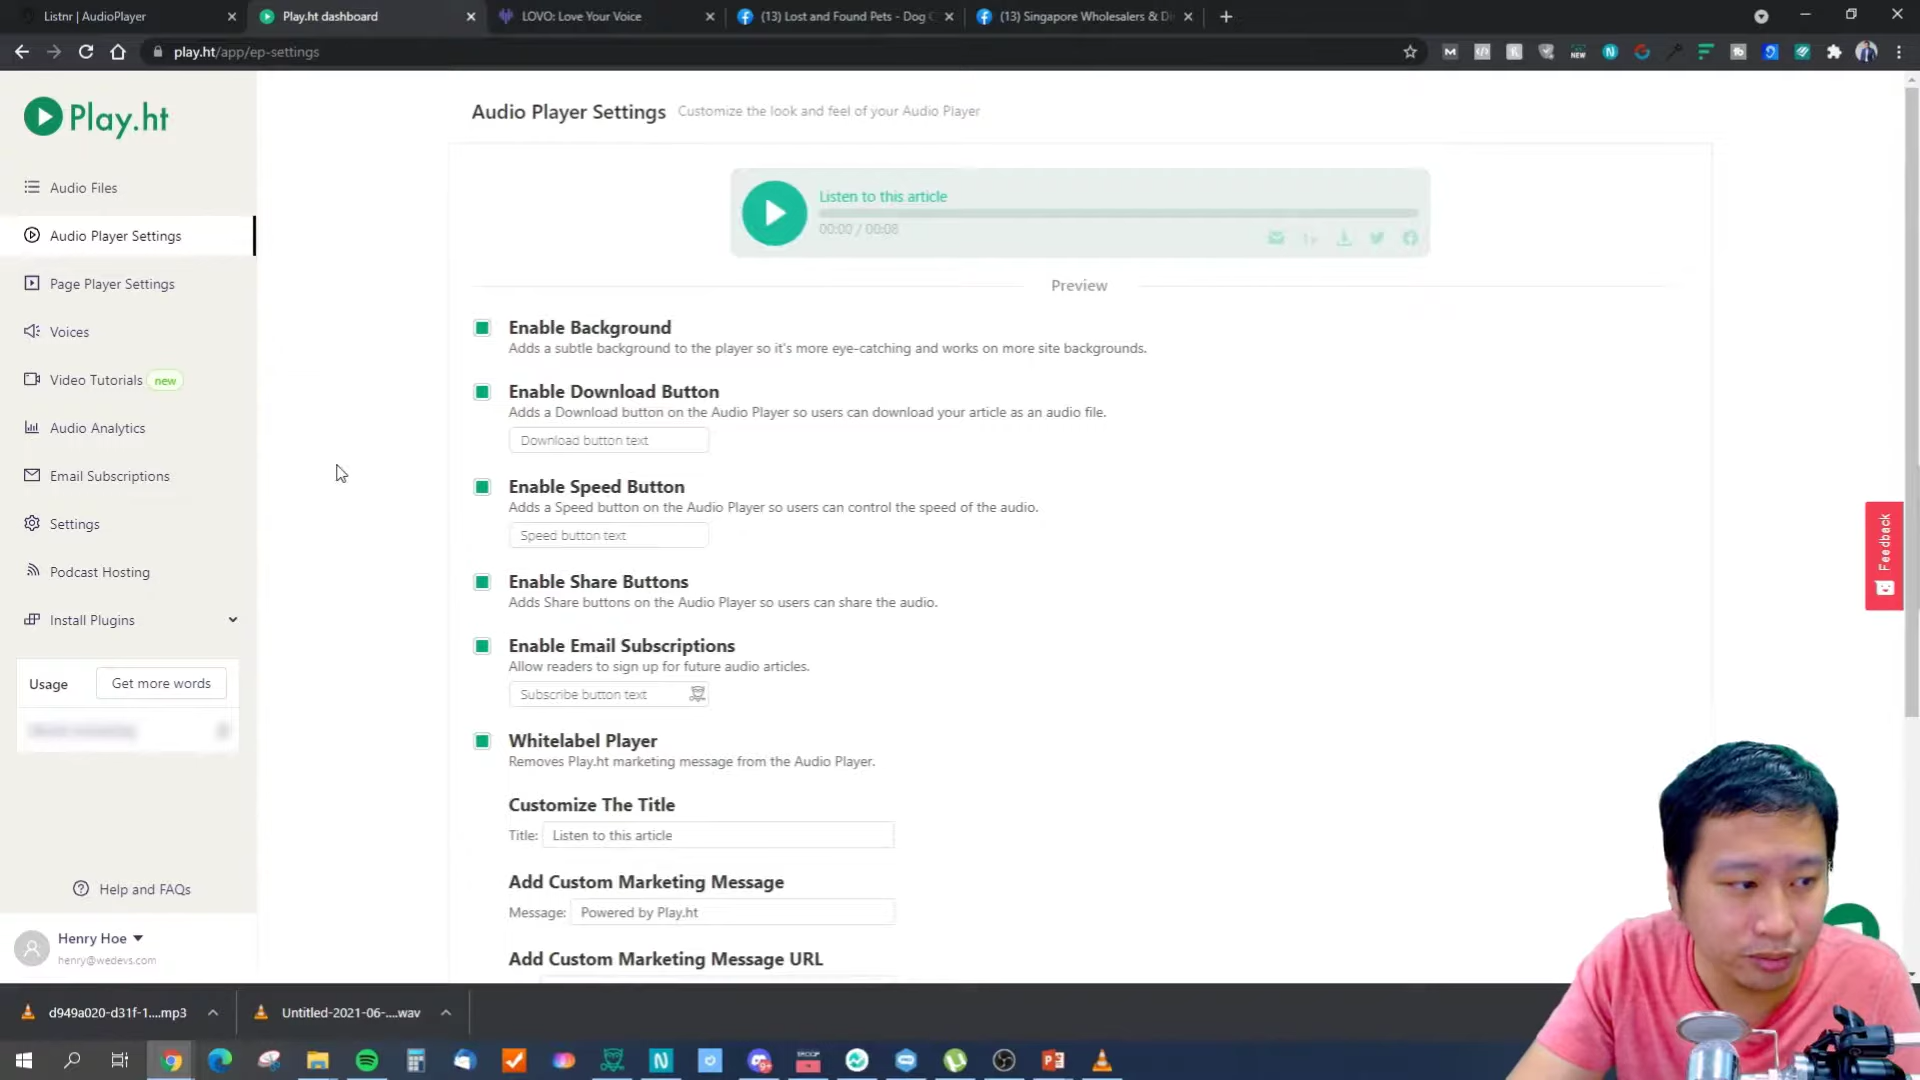 Listnr | AudioPlayer
Play.ht dashboard
LOVO: Love Your Voice
(13) Lost and Found Pets - Dog
(13) Singapore Wholesalers & Di
play.ht/app/ep-settings
Play.ht
Audio Files
Audio Player Settings
Page Player Settings
Voices
Video Tutorials new
Audio Analytics
Email Subscriptions
Settings
Podcast Hosting
Install Plugins
Usage
Get more words
Help and FAQs
Henry Hoe
henry@wedevs.com
Audio Player Settings Customize the look and feel of your Audio Player
Listen to this article
00:00 / 00:08
Preview
Enable Background
Adds a subtle background to the player so it's more eye-catching and works on more site backgrounds.
Enable Download Button
Adds a Download button on the Audio Player so users can download your article as an audio file.
Download button text
Enable Speed Button
Adds a Speed button on the Audio Player so users can control the speed of the audio.
Speed button text
Enable Share Buttons
Adds Share buttons on the Audio Player so users can share the audio.
Enable Email Subscriptions
Allow readers to sign up for future audio articles.
Subscribe button text
Whitelabel Player
Removes Play.ht marketing message from the Audio Player.
Customize The Title
Title: Listen to this article
Add Custom Marketing Message
Message: Powered by Play.ht
Add Custom Marketing Message URL
Feedback
d949a020-d31f-1....mp3
Untitled-2021-06-....wav